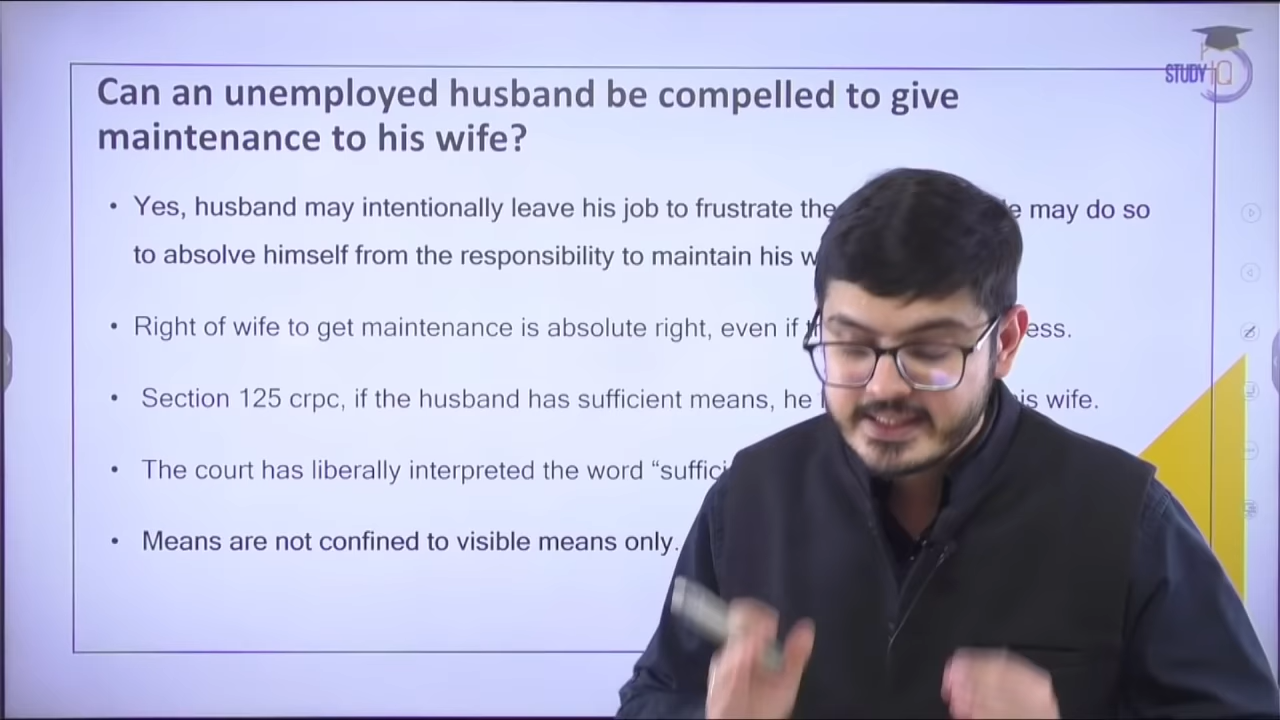 STUDY IQ
Can an unemployed husband be compelled to give
maintenance to his wife?
• Yes, husband may intentionally leave his job to frustrate the may do so
to absolve himself from the responsibility to maintain his
• Right of wife to get maintenance is absolute right, even if
• Section 125 crpc, if the husband has sufficient means, he wife.
• The court has liberally interpreted the word
• Means are not confined to visible means only.